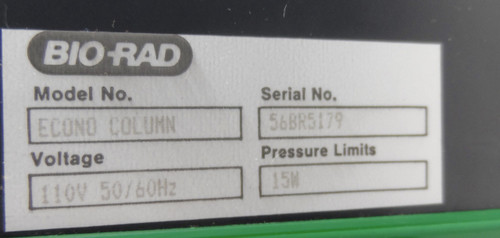 BIO-RAD
Model No.
ECONO COLUMN
Serial No.
56BR5179
Voltage
110V 50/60Hz
Pressure Limits
15W